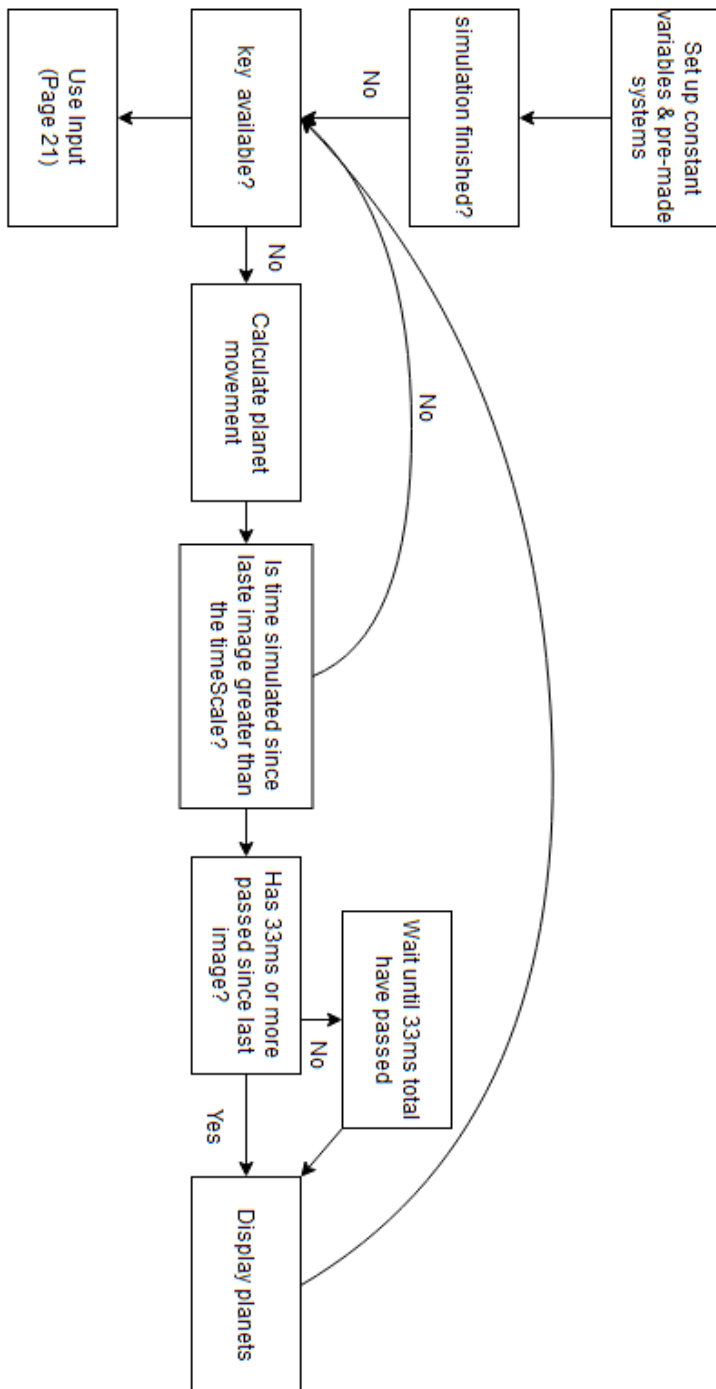 Set up constant
variables & pre-made
systems
simulation finished?
No
key available?
Use Input
(Page 21)
No
Calculate planet
movement
No
Is time simulated since
laste image greater than
the timeScale?
Has 33ms or more
passed since last
image?
No
Wait until 33ms total
have passed
Yes
Display planets